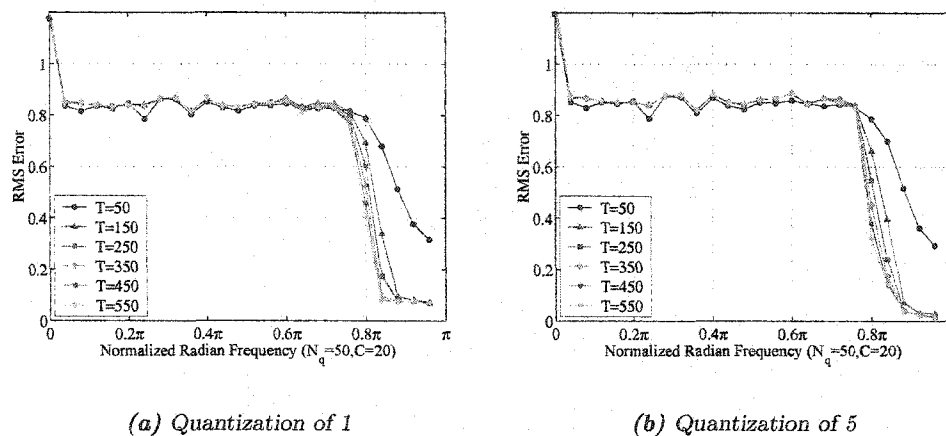 1
0.8
0.6
0.4
0.2
0
RMS Error
T=50
T=150
T=250
T=350
T=450
T=550
0 0.2π 0.4π 0.6π 0.8π π
Normalized Radian Frequency (N_q=50,C=20)
(a) Quantization of 1
1
0.8
0.6
0.4
0.2
0
RMS Error
T=50
T=150
T=250
T=350
T=450
T=550
0 0.2π 0.4π 0.6π 0.8π
Normalized Radian Frequency (N_q=50,C=20)
(b) Quantization of 5